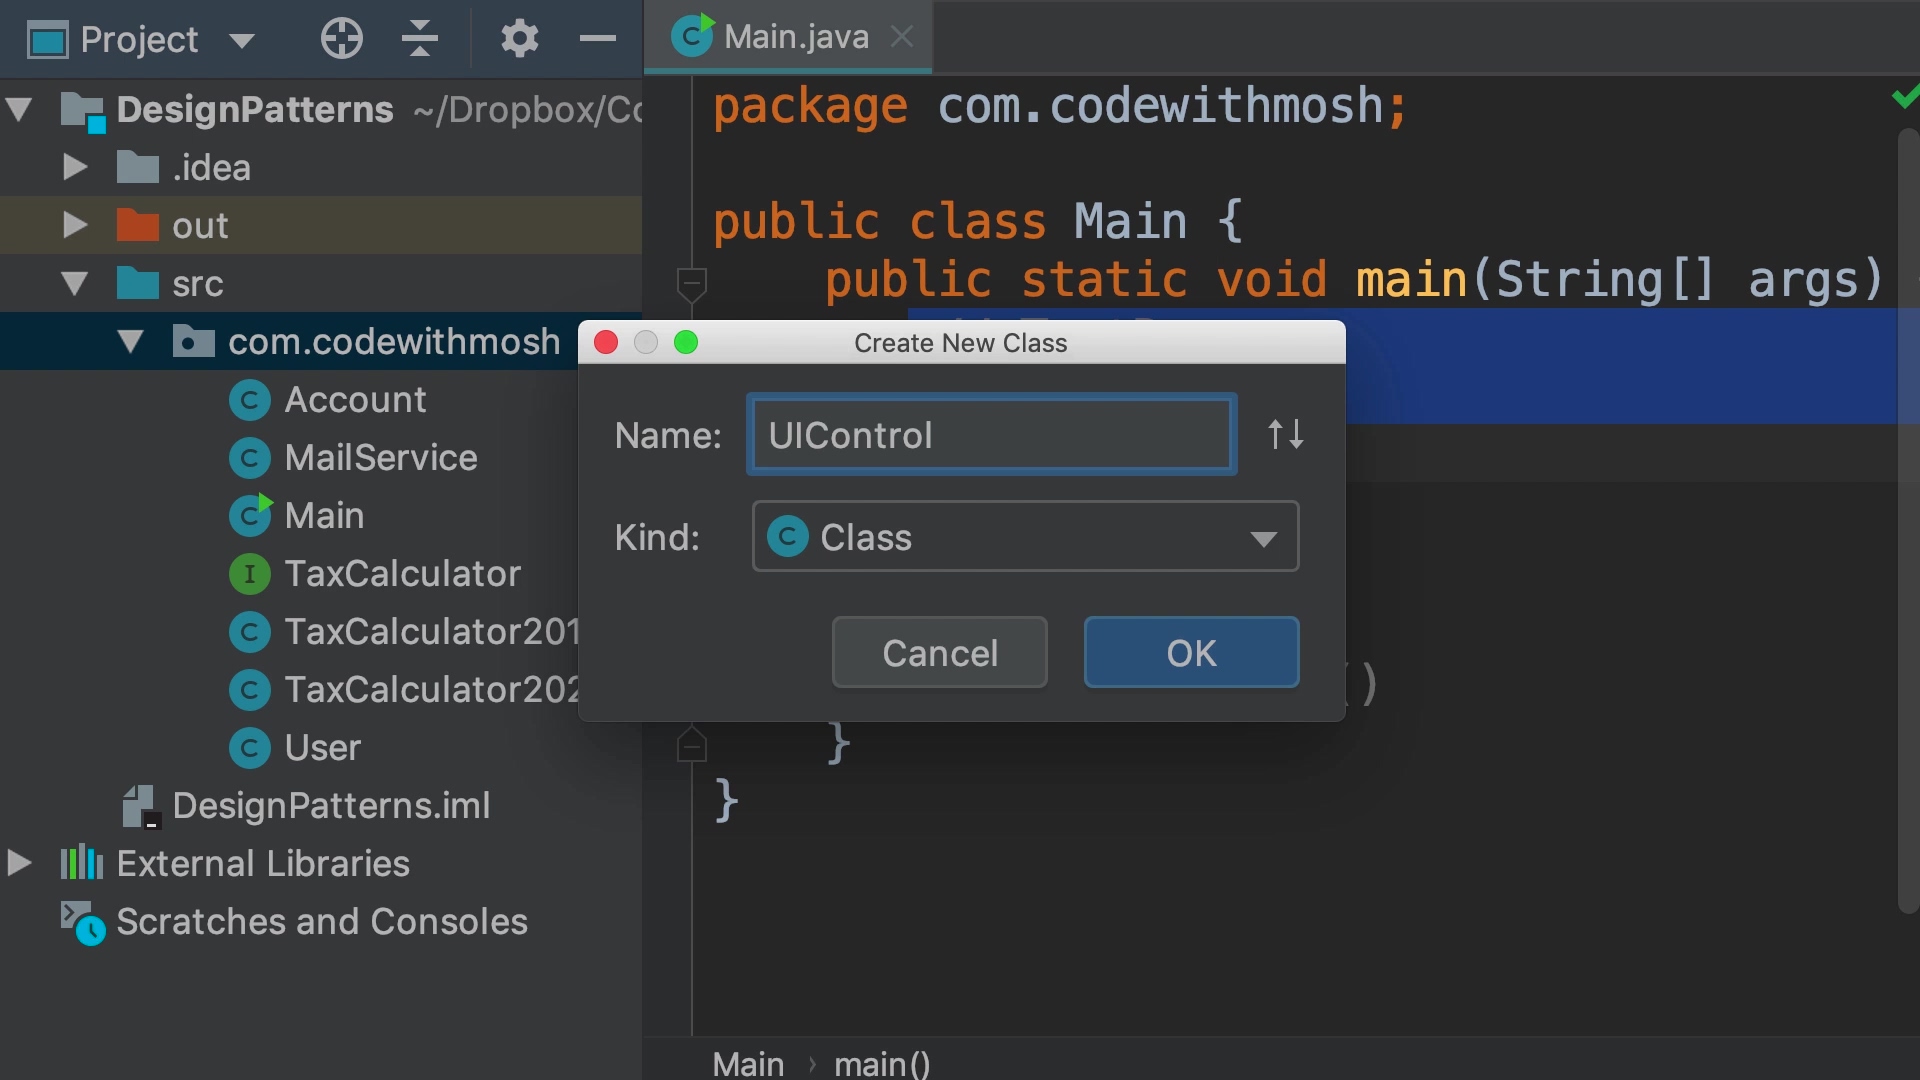 Project
Main.java
DesignPatterns ~/Dropbox/Co
.idea
out
src
com.codewithmosh
Account
MailService
Main
TaxCalculator
TaxCalculator201
TaxCalculator202
User
DesignPatterns.iml
External Libraries
Scratches and Consoles
package com.codewithmosh;
public class Main {
public static void main(String[] args)
Create New Class
Name: UIControl
Kind: Class
Cancel OK
()
}
}
Main › main()